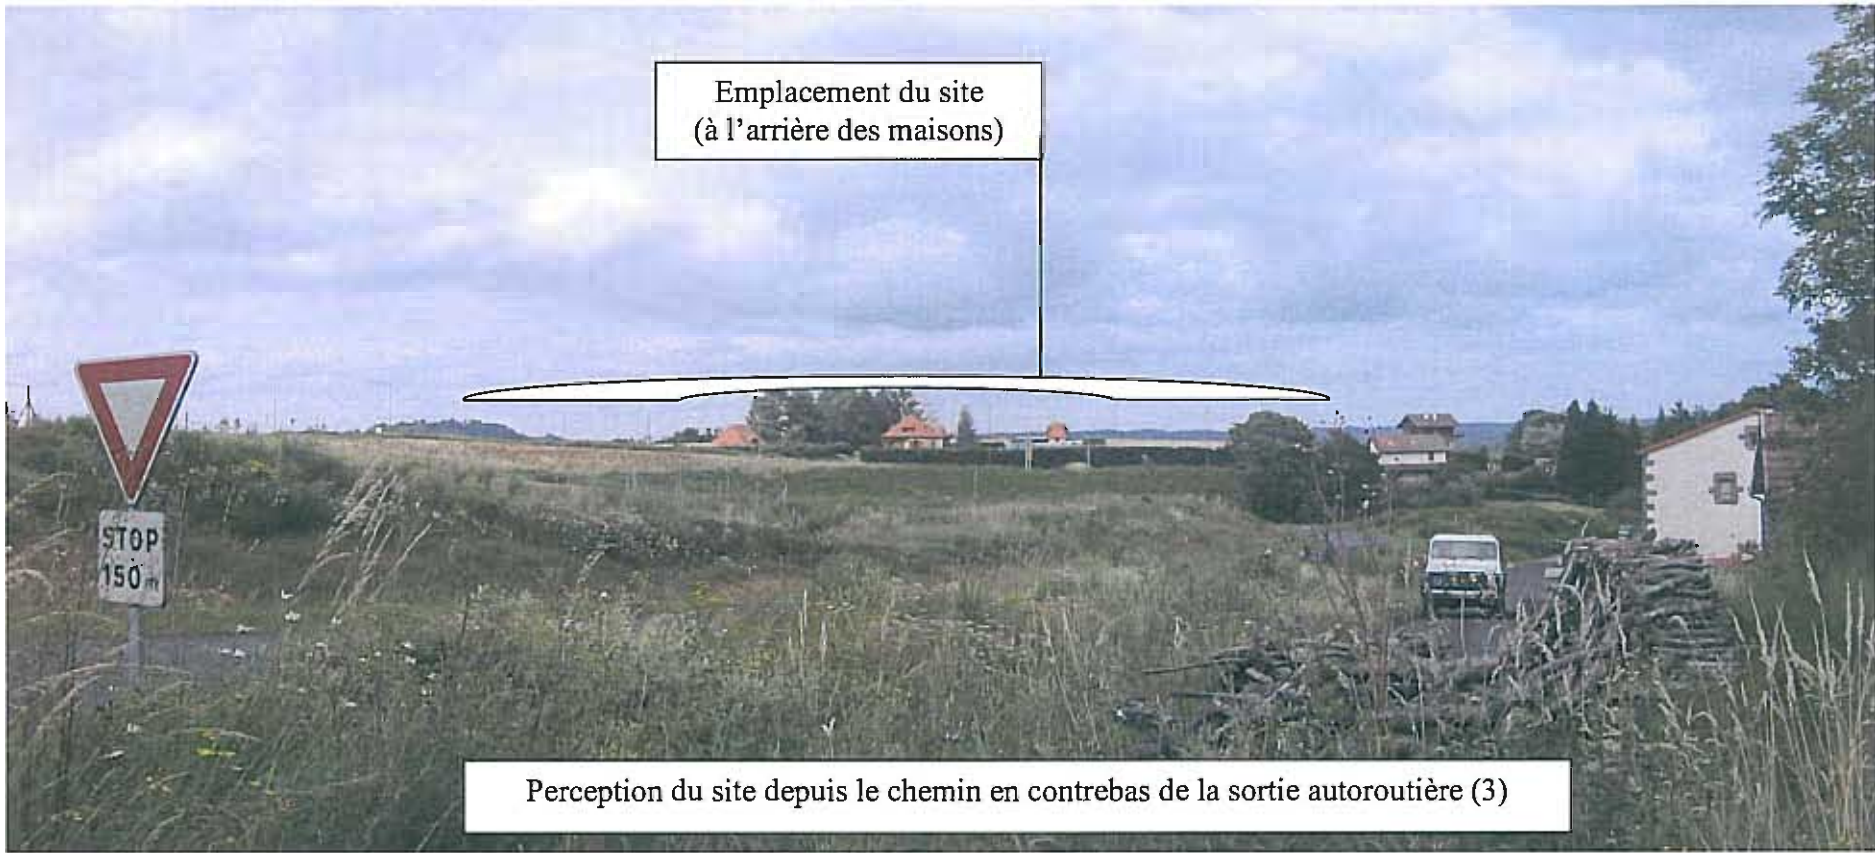 Emplacement du site
(à l'arrière des maisons)
STOP
150 m
Perception du site depuis le chemin en contrebas de la sortie autoroutière (3)